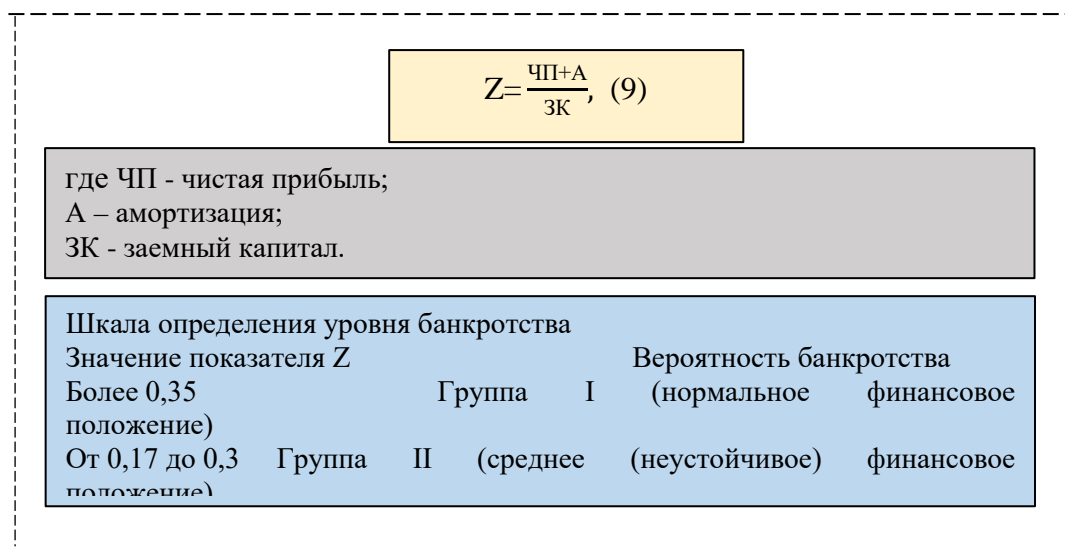 Z=ЧП+А/ЗК, (9)
где ЧП - чистая прибыль;
А – амортизация;
ЗК - заемный капитал.
Шкала определения уровня банкротства
Значение показателя Z Вероятность банкротства
Более 0,35 Группа I (нормальное финансовое
положение)
От 0,17 до 0,3 Группа II (среднее (неустойчивое) финансовое
положение)